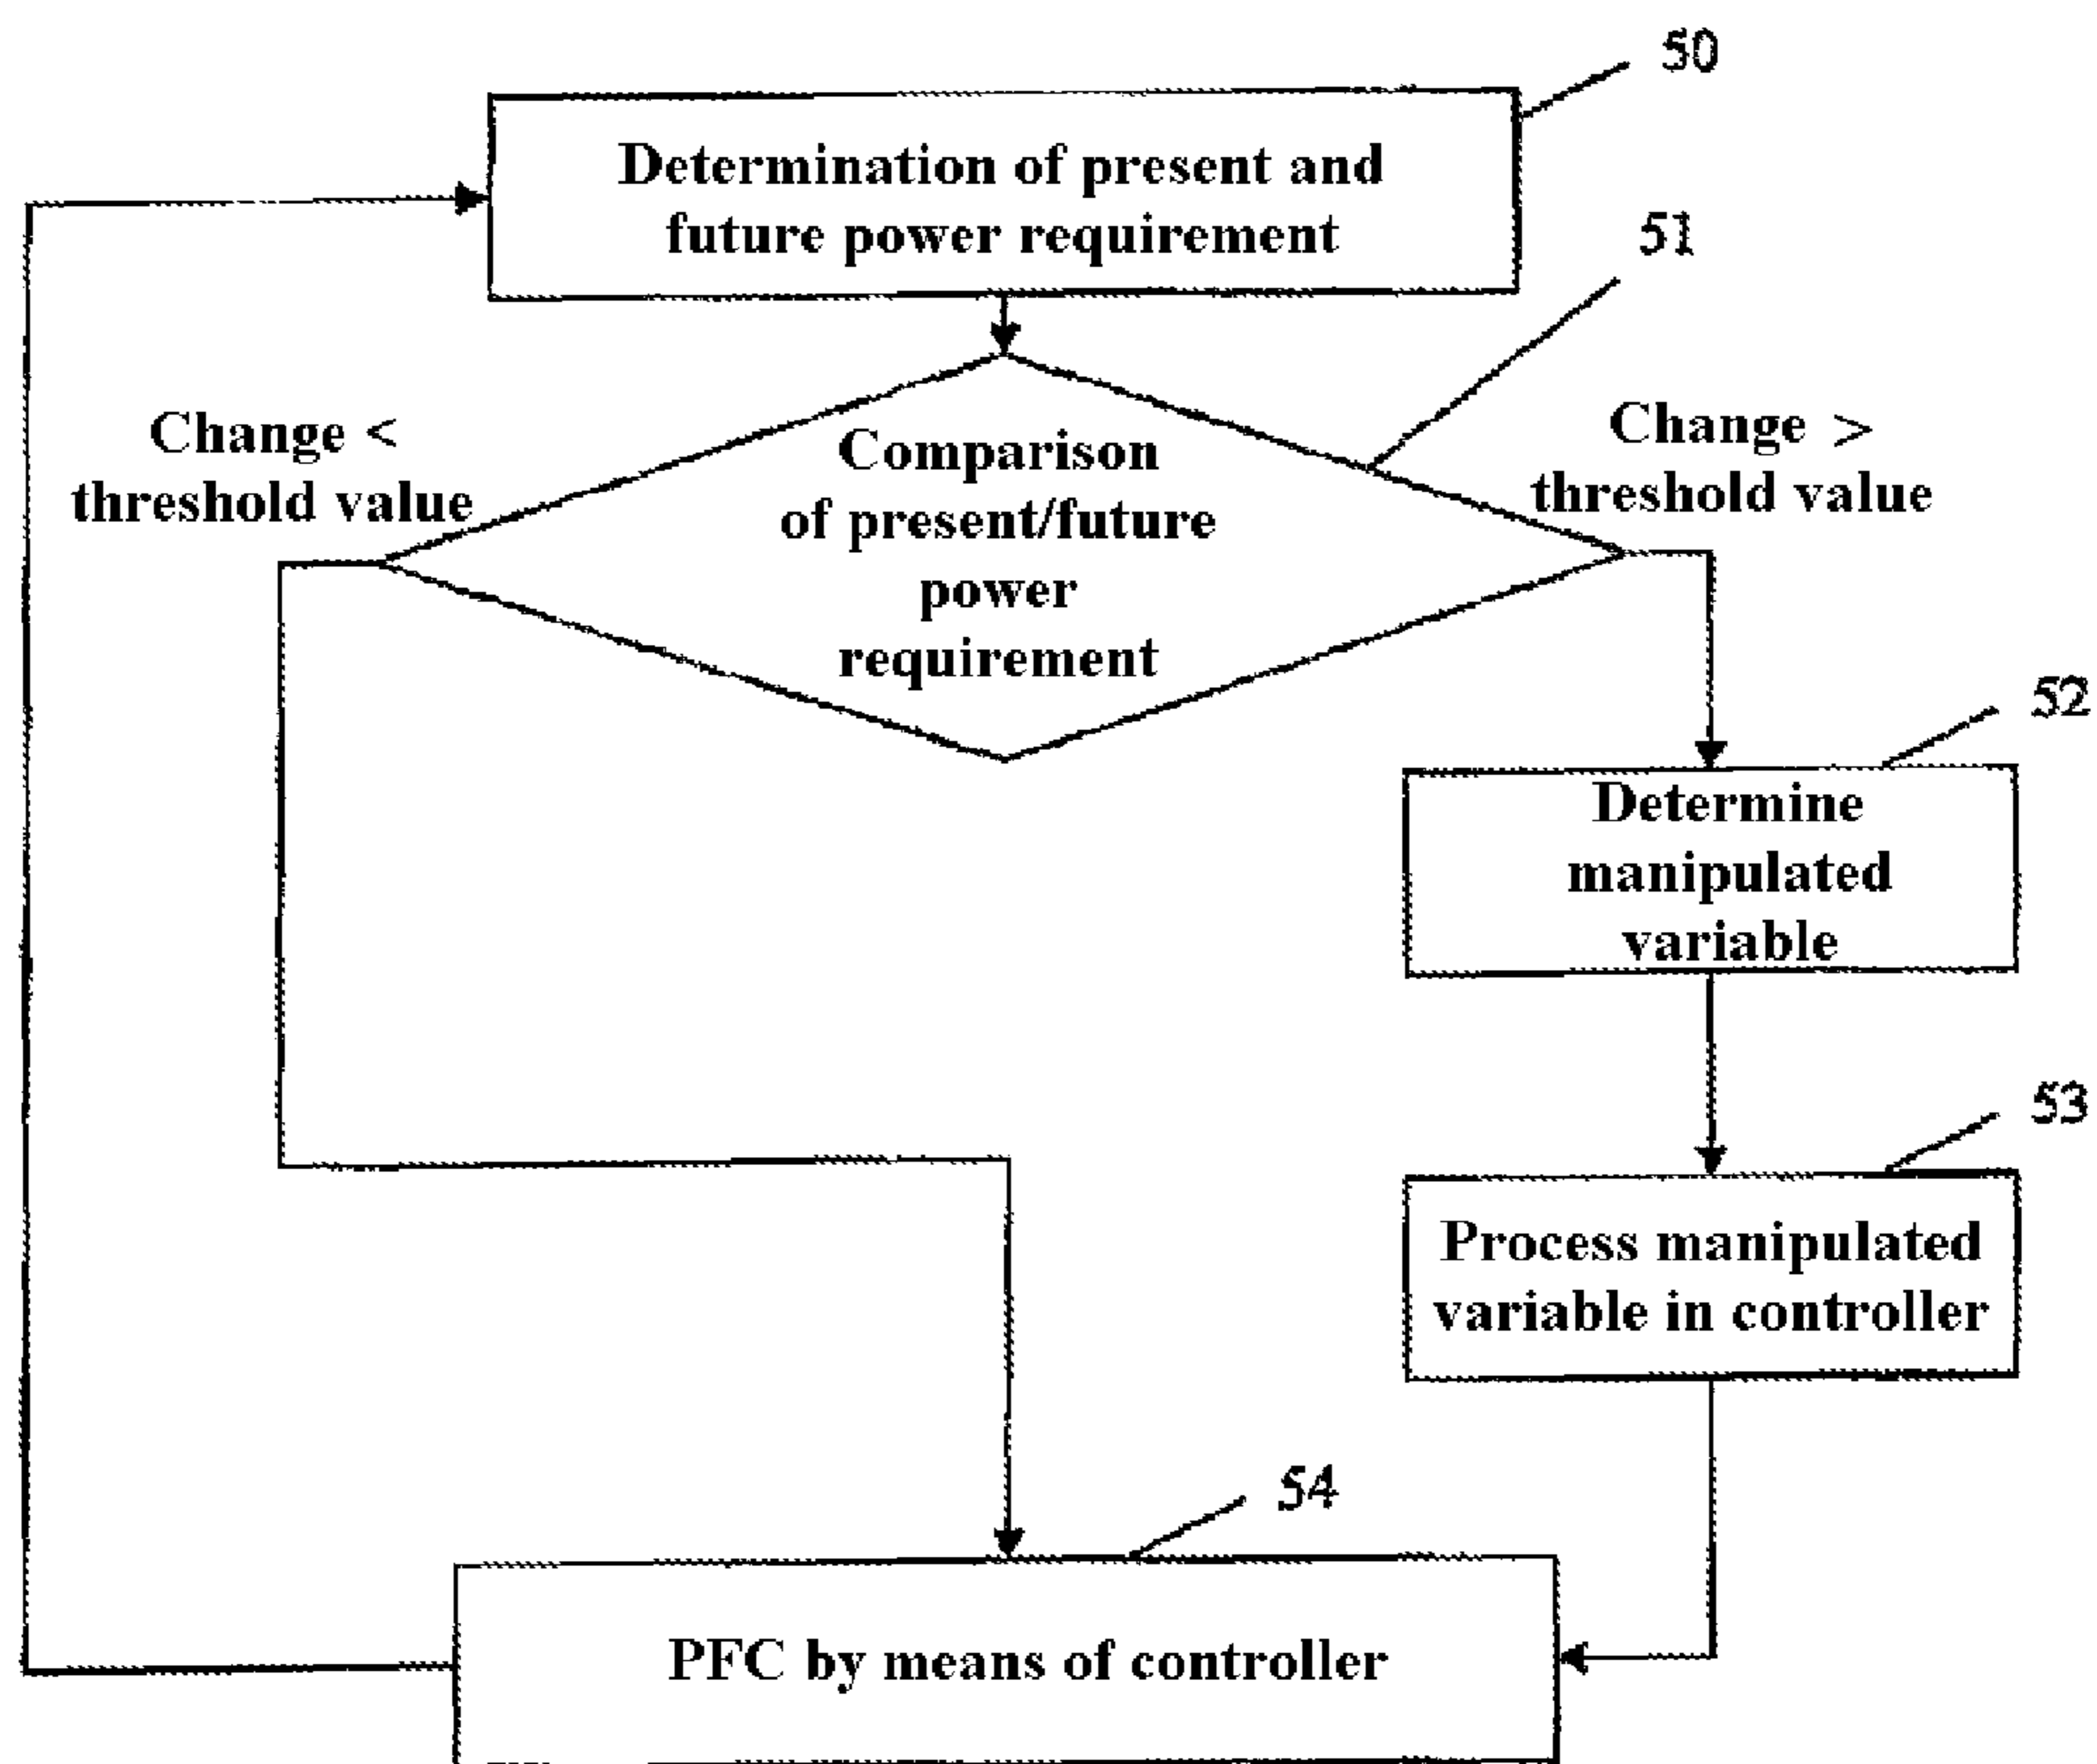 50
Determination of present and
future power requirement
51
Change <
threshold value
Comparison
of present/future
power
requirement
Change >
threshold value
52
Determine
manipulated
variable
53
Process manipulated
variable in controller
54
PFC by means of controller